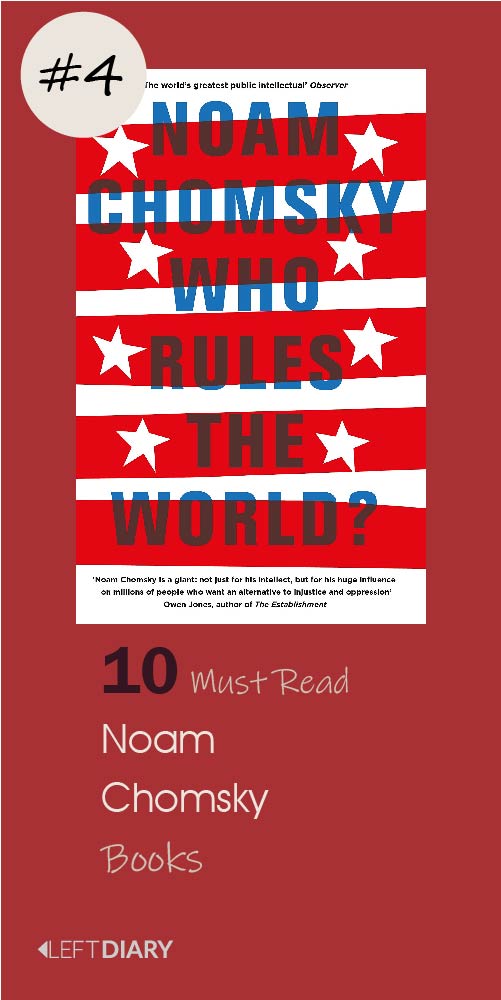 #4
The world's greatest public intellectual' Observer
NOAM
CHOMSKY
WHO
RULES
THE
WORLD?
'Noam Chomsky is a giant: not just for his intellect, but for his huge influence
on millions of people who want an alternative to injustice and oppression'
Owen Jones, author of The Establishment
10 Must Read
Noam
Chomsky
Books
LEFTDIARY